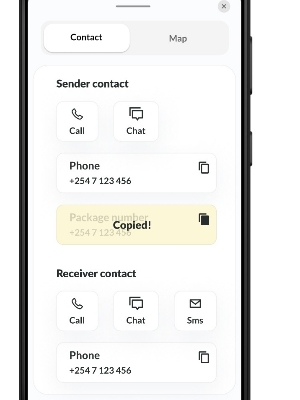 Contact
Map
Sender contact
Call
Chat
Phone
+254 7 123 456
Package number
Copied!
+254 7 123 456
Receiver contact
Call
Chat
Sms
Phone
+254 7 123 456